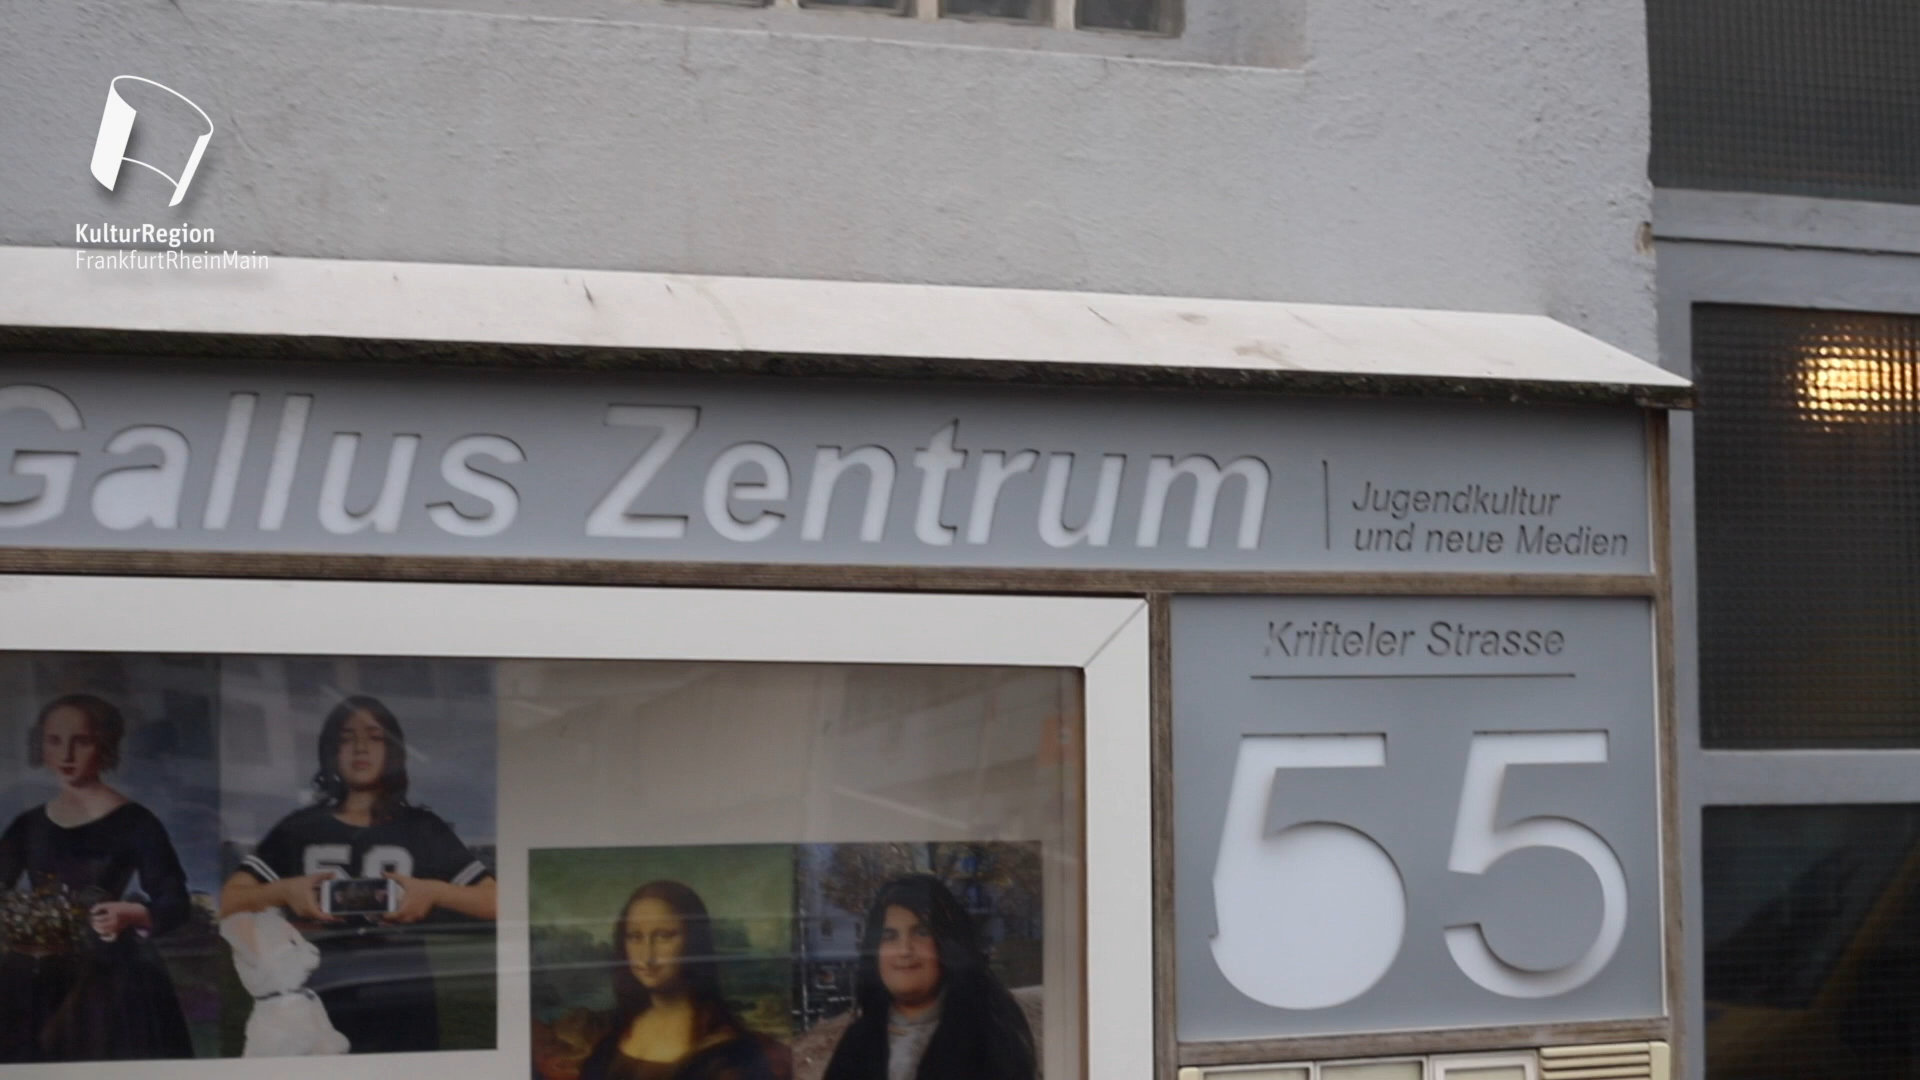 KulturRegion
FrankfurtRheinMain
Gallus Zentrum
Jugendkultur
und neue Medien
Krifteler Strasse
55